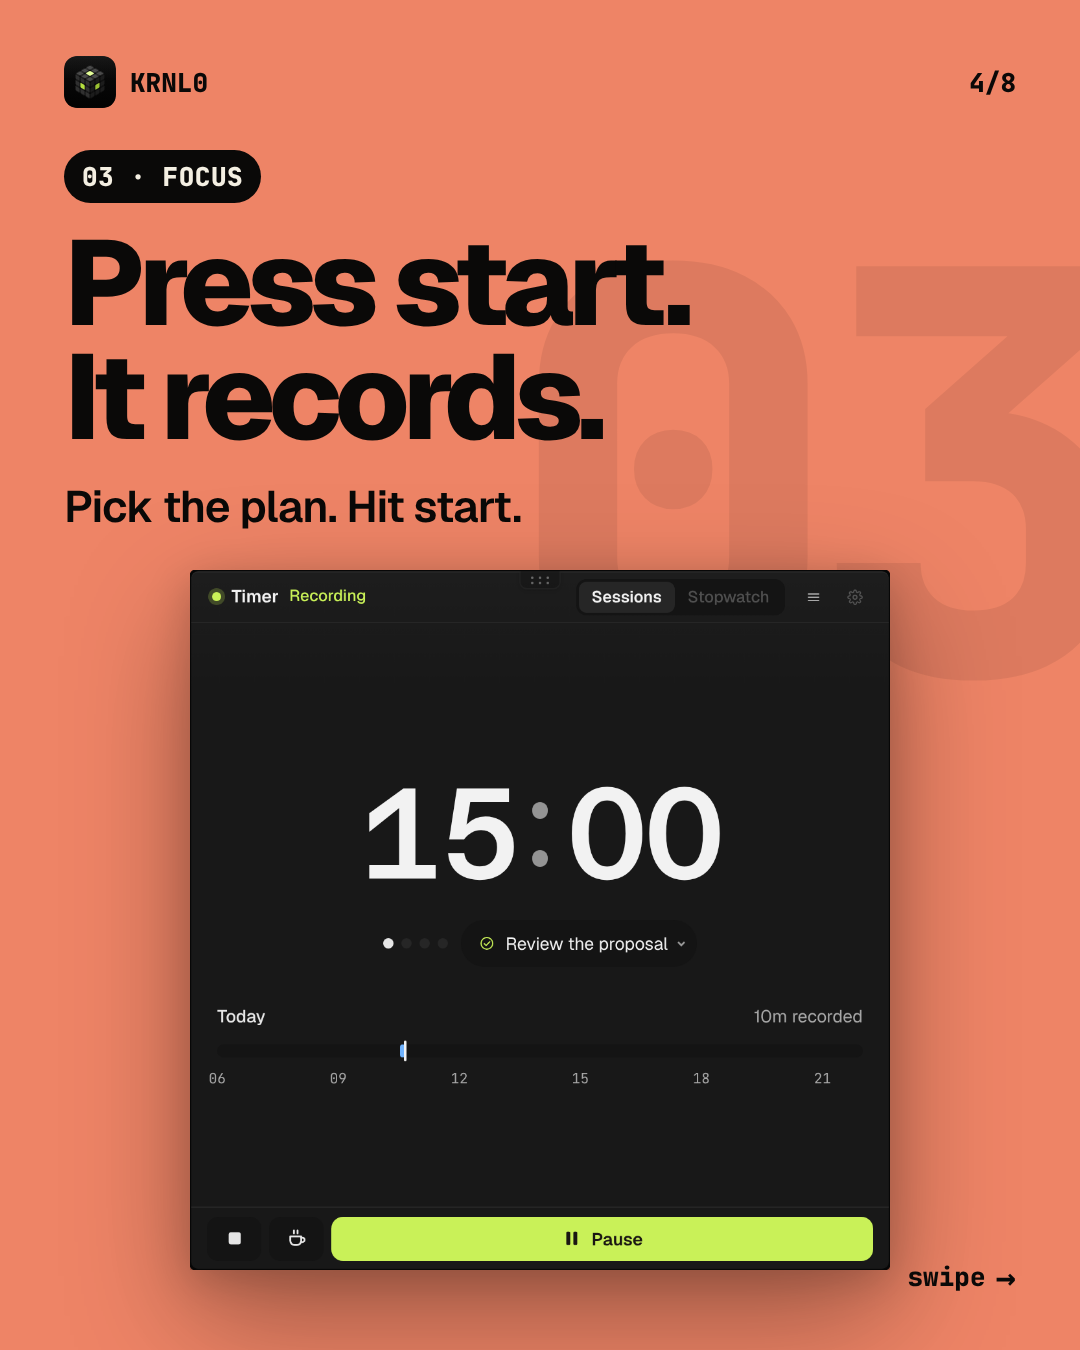 KRNL0
4/8
03 · FOCUS
Press start.
It records.
Pick the plan. Hit start.
03
Timer Recording
Sessions Stopwatch
15:00
Review the proposal
Today
10m recorded
06 09 12 15 18 21
Pause
swipe →